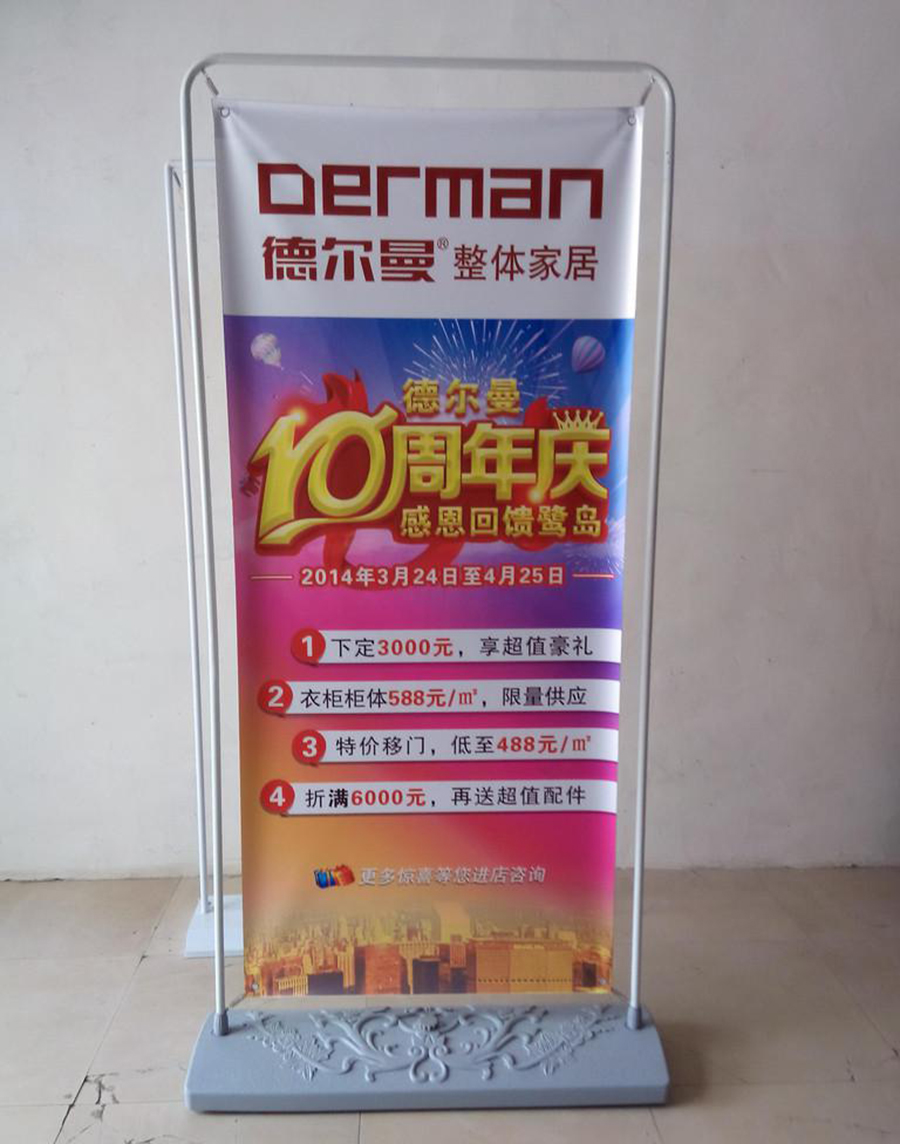 Derman
德尔曼® 整体家居
德尔曼
10周年庆
感恩回馈鹭岛
2014年3月24日至4月25日
1 下定3000元，享超值豪礼
2 衣柜柜体588元/㎡，限量供应
3 特价移门，低至488元/㎡
4 折满6000元，再送超值配件
更多惊喜等您进店咨询